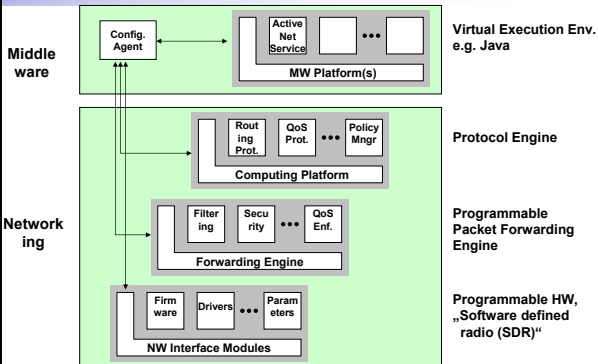 Middle
ware
Config.
Agent
Active
Net
Service
MW Platform(s)
Virtual Execution Env.
e.g. Java
Network
ing
Rout
ing
Prot.
QoS
Prot.
Policy
Mngr
Computing Platform
Protocol Engine
Filter
ing
Secu
rity
QoS
Enf.
Forwarding Engine
Programmable
Packet Forwarding
Engine
Firm
ware
Drivers
Param
eters
NW Interface Modules
Programmable HW,
„Software defined
radio (SDR)“